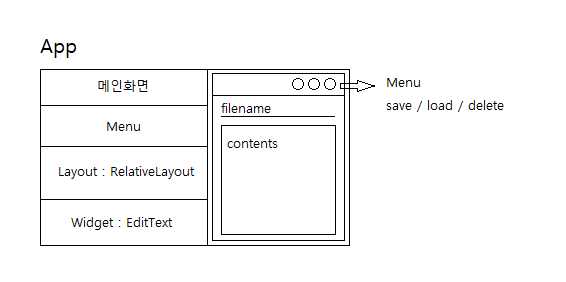 App
메인화면
Menu
Layout : RelativeLayout
Widget : EditText
filename
contents
Menu
save / load / delete